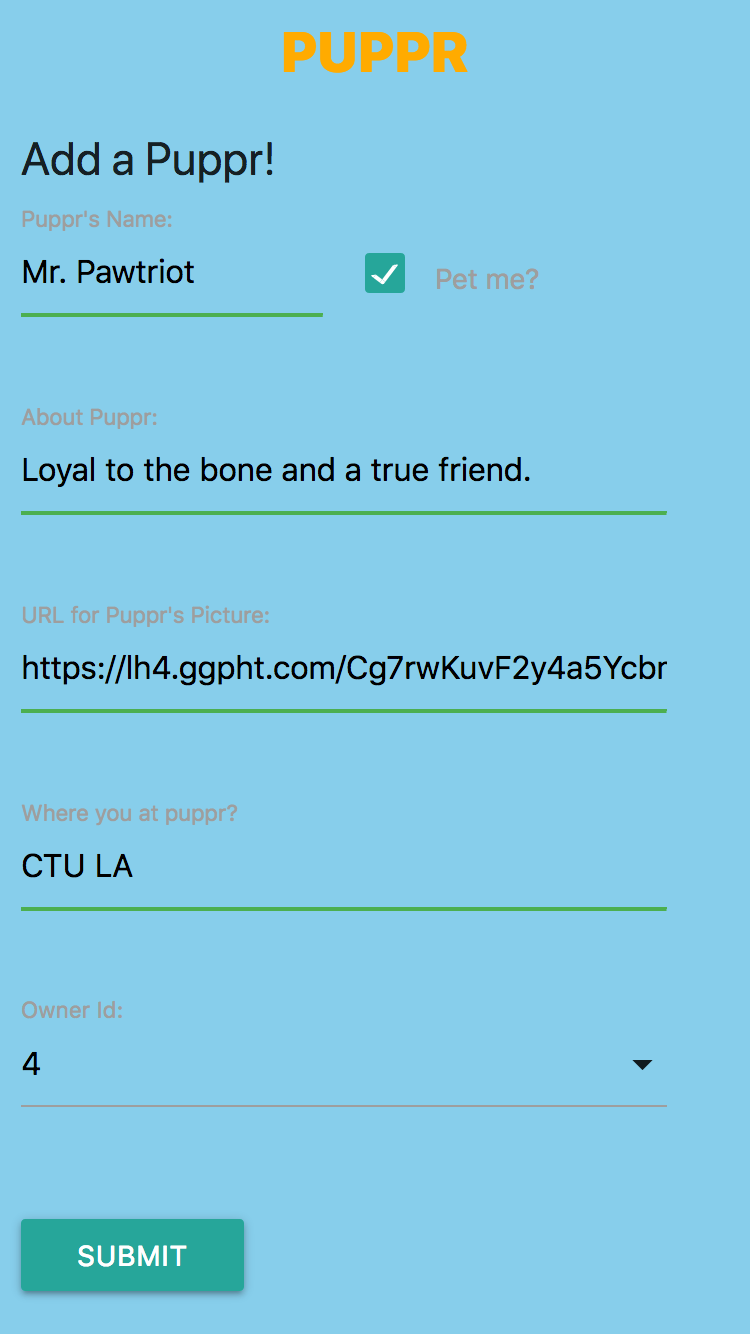 PUPPR
Add a Puppr!
Puppr's Name:
Mr. Pawtriot
Pet me?
About Puppr:
Loyal to the bone and a true friend.
URL for Puppr's Picture:
https://lh4.ggpht.com/Cg7rwKuvF2y4a5Ycbr
Where you at puppr?
CTU LA
Owner Id:
4
SUBMIT